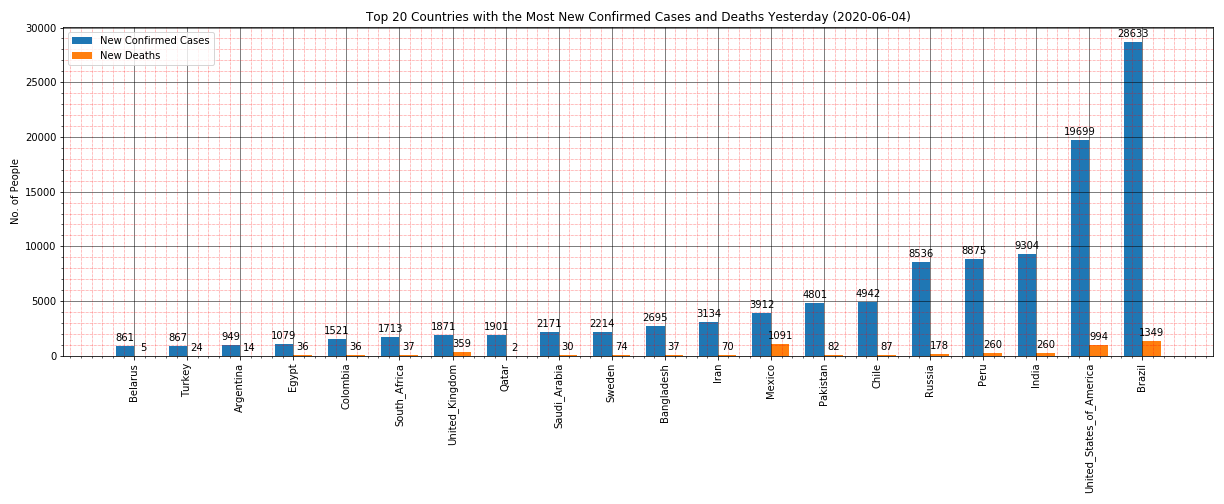 Top 20 Countries with the Most New Confirmed Cases and Deaths Yesterday (2020-06-04)
New Confirmed Cases
New Deaths
No. of People
30000
25000
20000
15000
10000
5000
0
861
5
867
24
949
14
1079
36
1521
36
1713
37
1871
359
1901
2
2171
30
2214
74
2695
37
3134
70
3912
1091
4801
82
4942
87
8536
178
8875
260
9304
260
19699
994
28633
1349
Belarus
Turkey
Argentina
Egypt
Colombia
South_Africa
United_Kingdom
Qatar
Saudi_Arabia
Sweden
Bangladesh
Iran
Mexico
Pakistan
Chile
Russia
Peru
India
United_States_of_America
Brazil